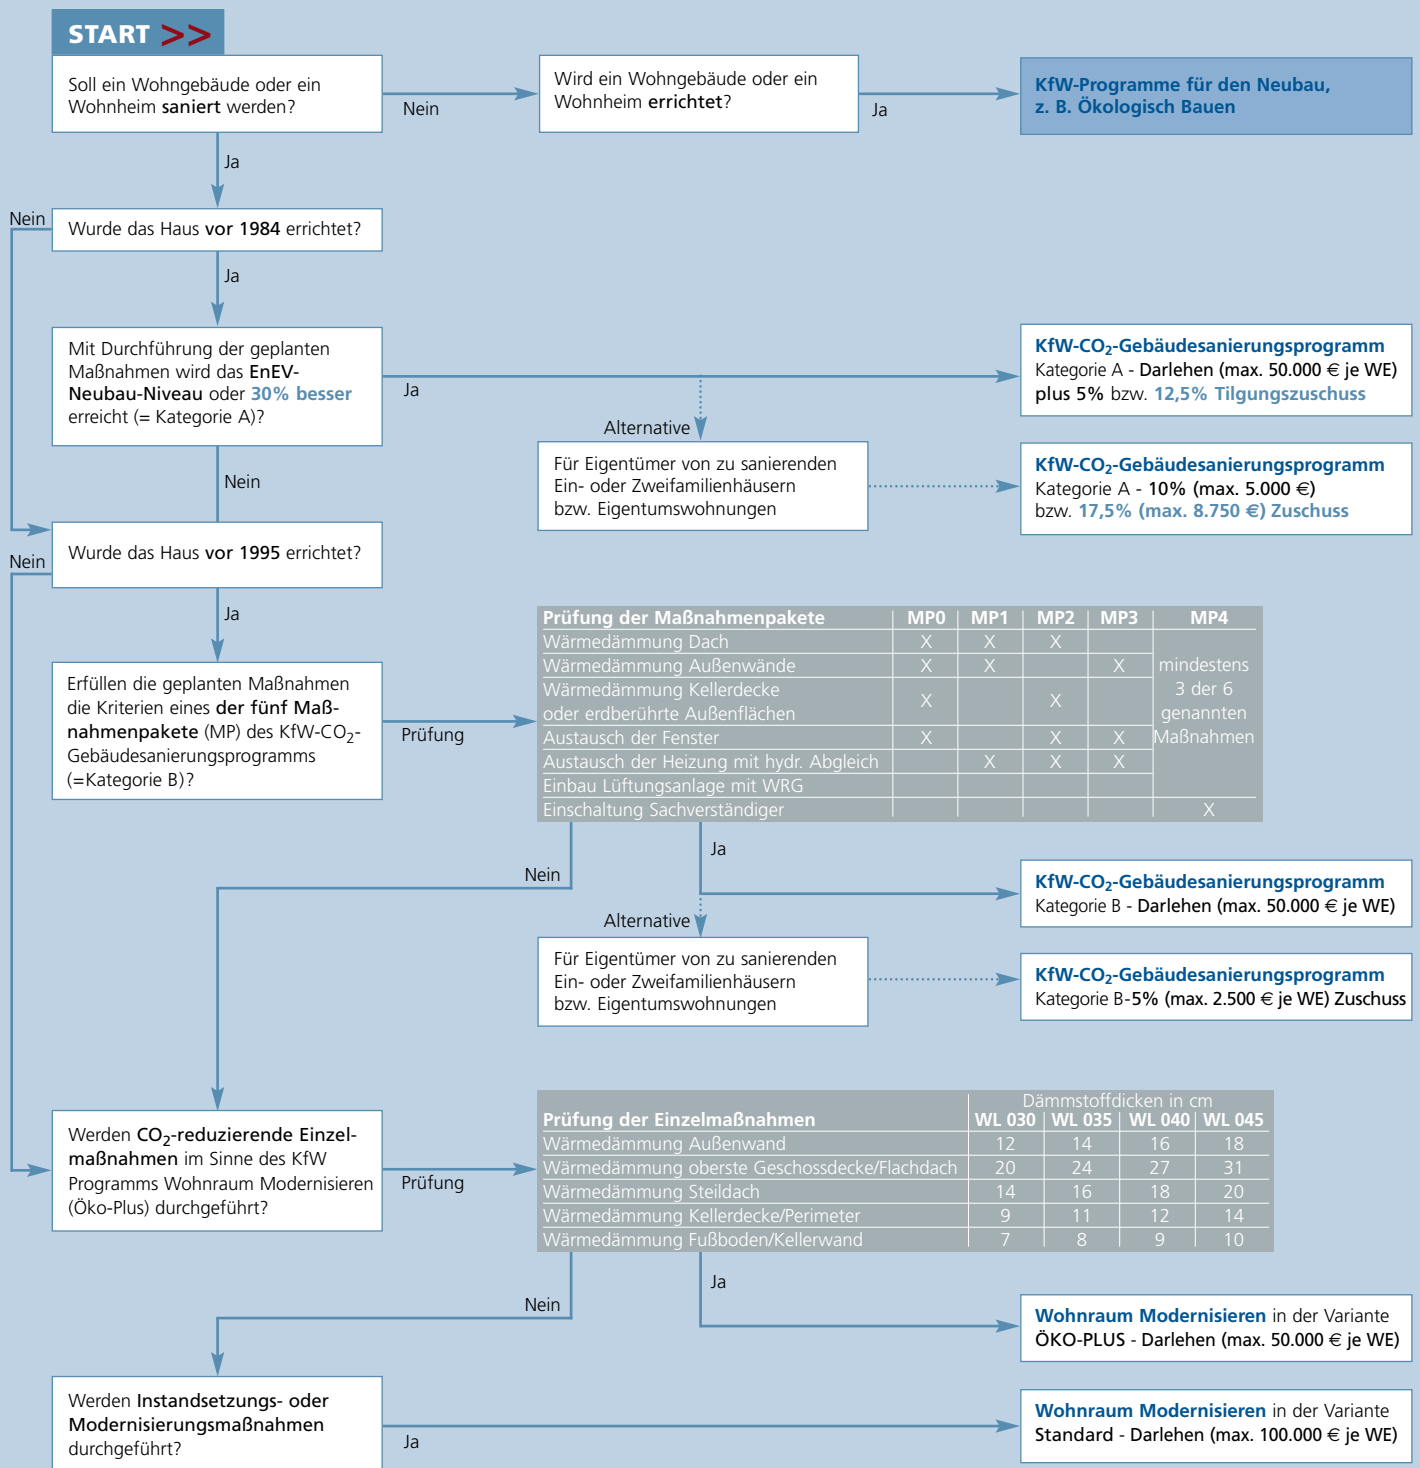 START >>
Soll ein Wohngebäude oder ein
Wohnheim saniert werden?
Nein
Wird ein Wohngebäude oder ein
Wohnheim errichtet?
Ja
KfW-Programme für den Neubau,
z. B. Ökologisch Bauen
Ja
Nein
Wurde das Haus vor 1984 errichtet?
Ja
Mit Durchführung der geplanten
Maßnahmen wird das EnEV-
Neubau-Niveau oder 30% besser
erreicht (= Kategorie A)?
Ja
KfW-CO₂-Gebäudesanierungsprogramm
Kategorie A - Darlehen (max. 50.000 € je WE)
plus 5% bzw. 12,5% Tilgungszuschuss
Alternative
Für Eigentümer von zu sanierenden
Ein- oder Zweifamilienhäusern
bzw. Eigentumswohnungen
KfW-CO₂-Gebäudesanierungsprogramm
Kategorie A - 10% (max. 5.000 €)
bzw. 17,5% (max. 8.750 €) Zuschuss
Nein
Wurde das Haus vor 1995 errichtet?
Nein
Ja
Erfüllen die geplanten Maßnahmen
die Kriterien eines der fünf Maß-
nahmenpakete (MP) des KfW-CO₂-
Gebäudesanierungsprogramms
(=Kategorie B)?
Prüfung
Prüfung der Maßnahmenpakete MP0 MP1 MP2 MP3 MP4
Wärmedämmung Dach X X X
Wärmedämmung Außenwände X X X
Wärmedämmung Kellerdecke
oder erdberührte Außenflächen X X
Austausch der Fenster X X X
Austausch der Heizung mit hydr. Abgleich X X X
Einbau Lüftungsanlage mit WRG
mindestens
3 der 6
genannten
Maßnahmen
Einschaltung Sachverständiger X
Nein
Ja
KfW-CO₂-Gebäudesanierungsprogramm
Kategorie B - Darlehen (max. 50.000 € je WE)
Alternative
Für Eigentümer von zu sanierenden
Ein- oder Zweifamilienhäusern
bzw. Eigentumswohnungen
KfW-CO₂-Gebäudesanierungsprogramm
Kategorie B-5% (max. 2.500 € je WE) Zuschuss
Werden CO₂-reduzierende Einzel-
maßnahmen im Sinne des KfW
Programms Wohnraum Modernisieren
(Öko-Plus) durchgeführt?
Prüfung
Dämmstoffdicken in cm
Prüfung der Einzelmaßnahmen WL 030 WL 035 WL 040 WL 045
Wärmedämmung Außenwand 12 14 16 18
Wärmedämmung oberste Geschossdecke/Flachdach 20 24 27 31
Wärmedämmung Steildach 14 16 18 20
Wärmedämmung Kellerdecke/Perimeter 9 11 12 14
Wärmedämmung Fußboden/Kellerwand 7 8 9 10
Nein
Ja
Wohnraum Modernisieren in der Variante
ÖKO-PLUS - Darlehen (max. 50.000 € je WE)
Werden Instandsetzungs- oder
Modernisierungsmaßnahmen
durchgeführt?
Ja
Wohnraum Modernisieren in der Variante
Standard - Darlehen (max. 100.000 € je WE)